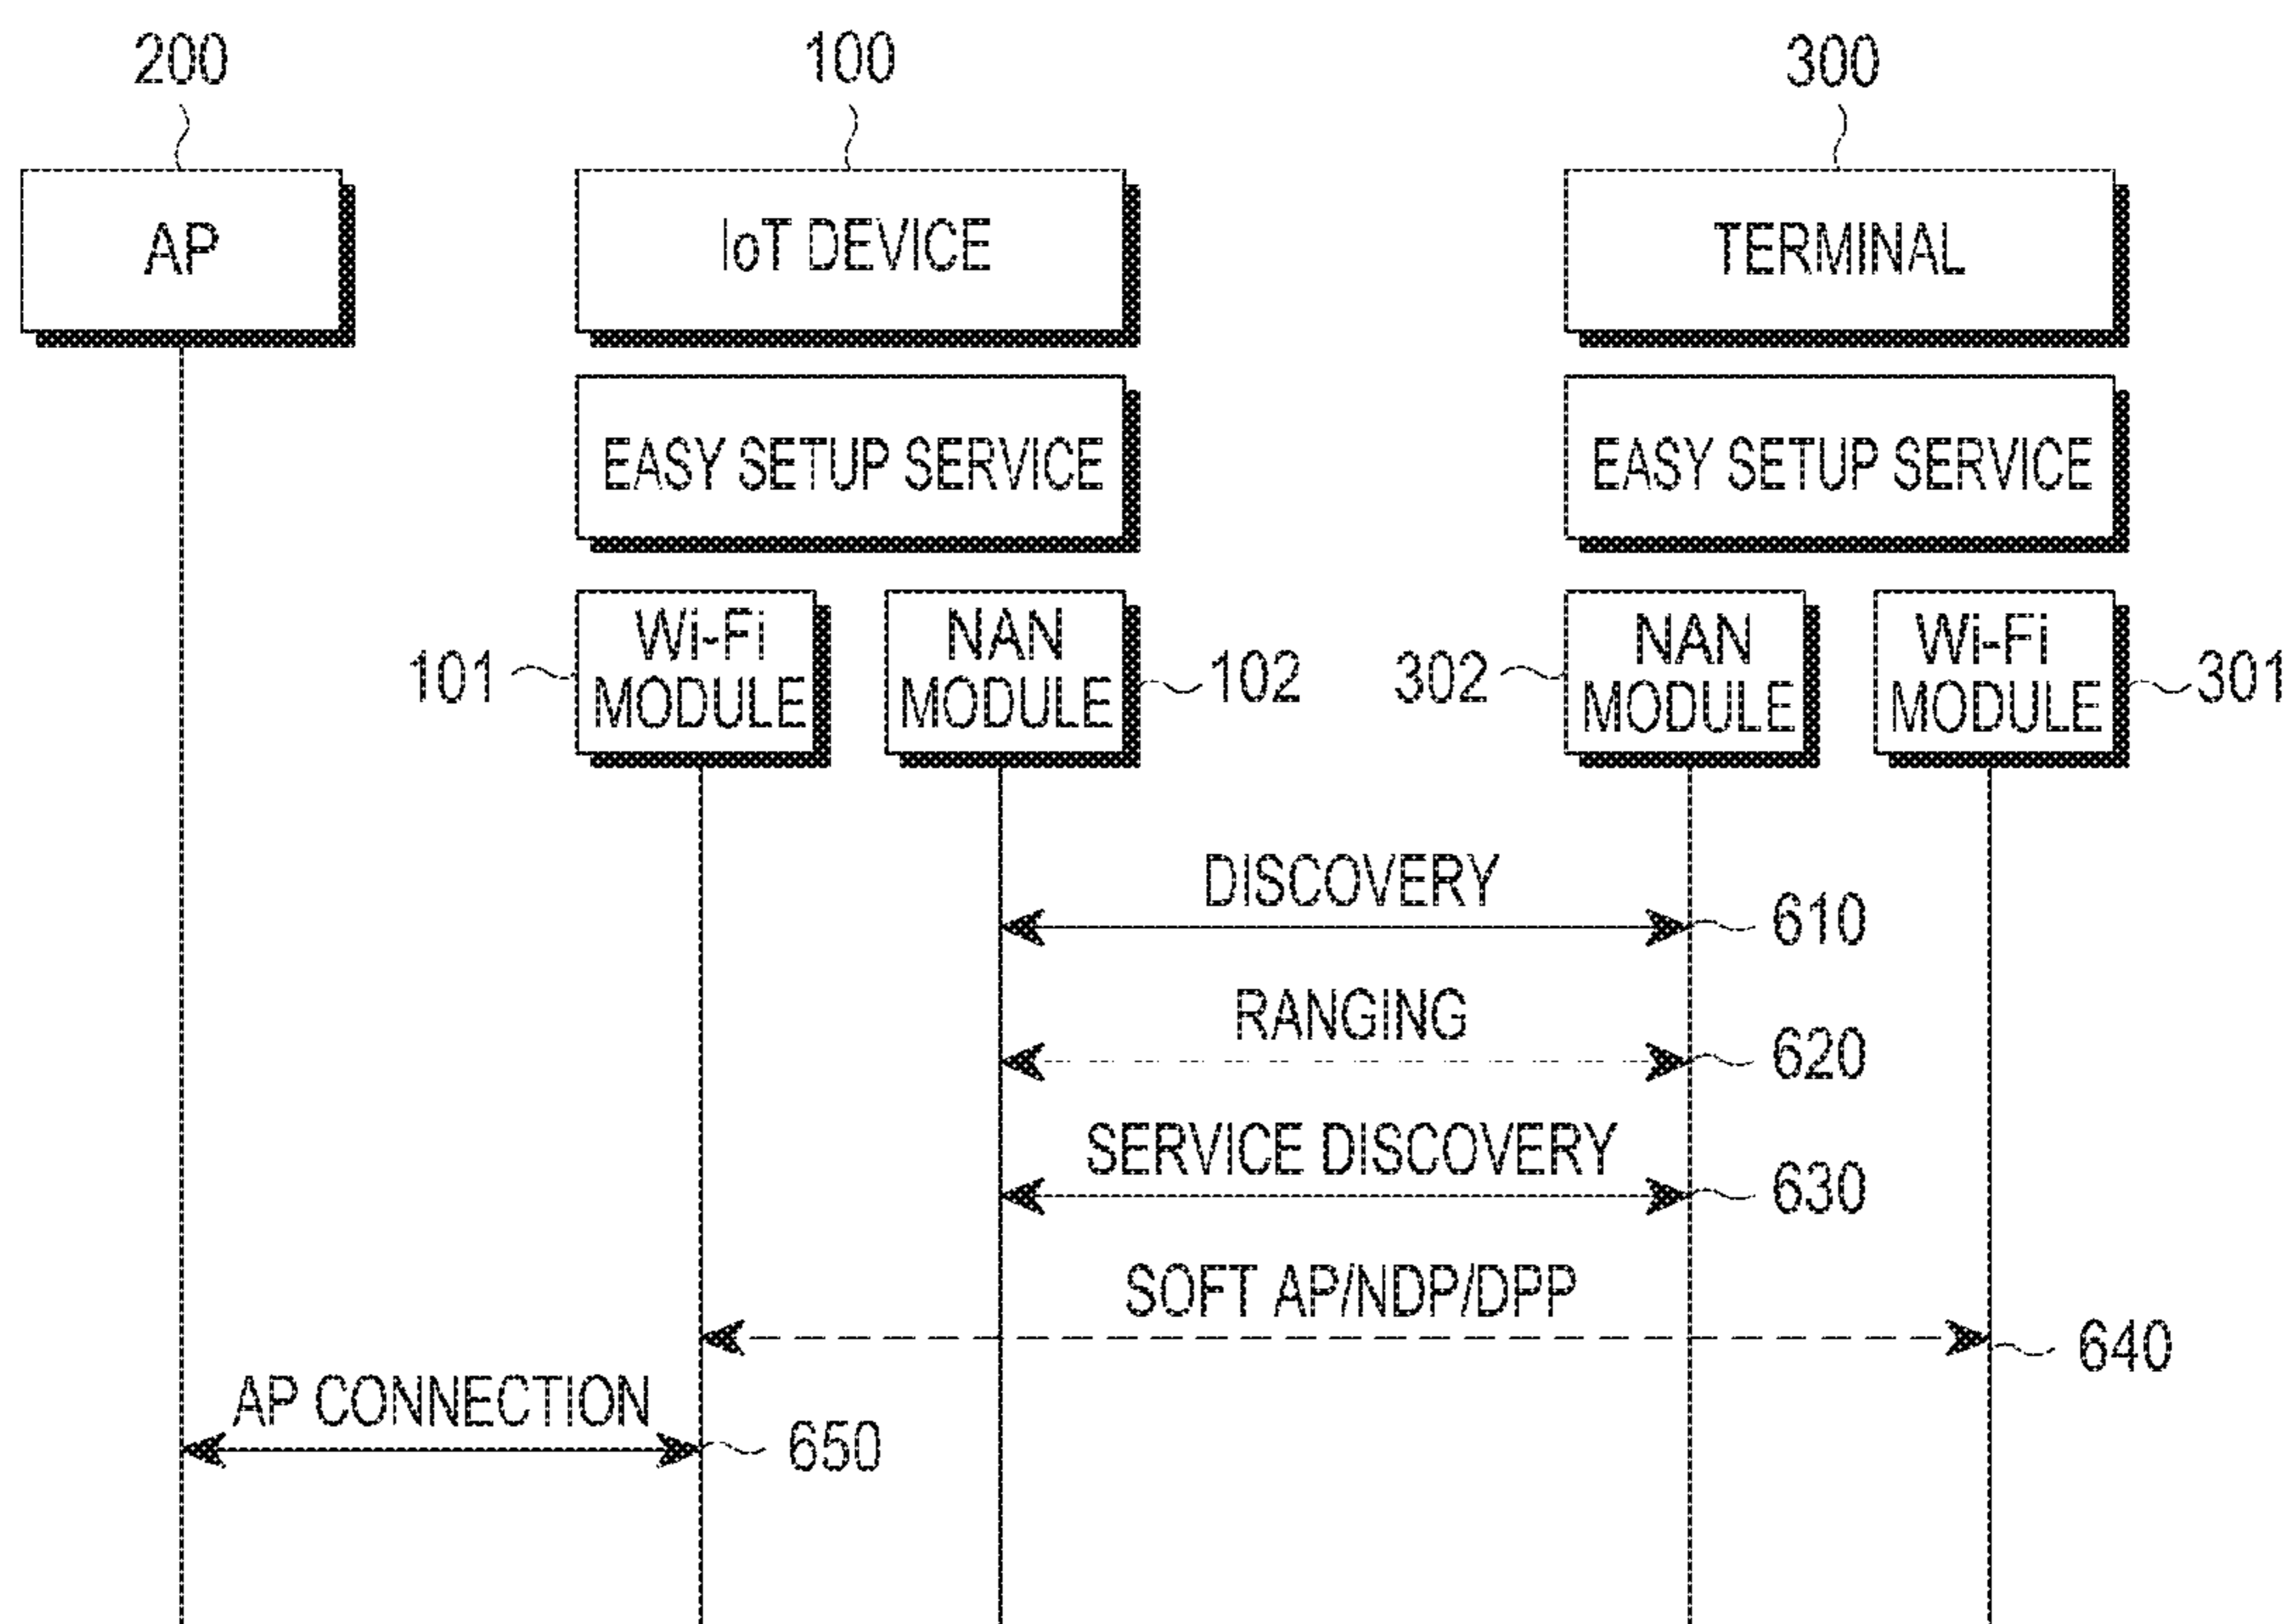 200
100
300
AP
IoT DEVICE
TERMINAL
EASY SETUP SERVICE
EASY SETUP SERVICE
101
Wi-Fi
MODULE
NAN
MODULE
102
302
NAN
MODULE
Wi-Fi
MODULE
301
DISCOVERY
610
RANGING
620
SERVICE DISCOVERY
630
SOFT AP/NDP/DPP
640
AP CONNECTION
650